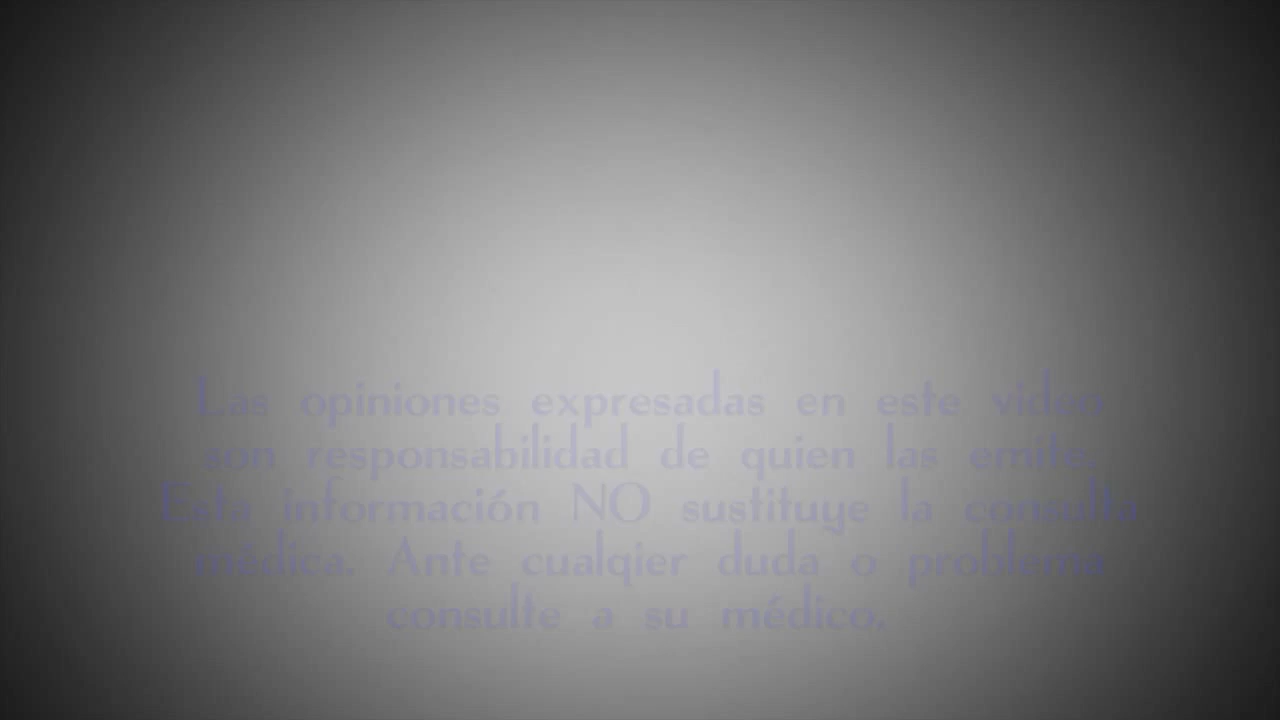 Las opiniones expresadas en este video
son responsabilidad de quien las emite.
Esta información NO sustituye la consulta
médica. Ante cualqier duda o problema
consulte a su médico.